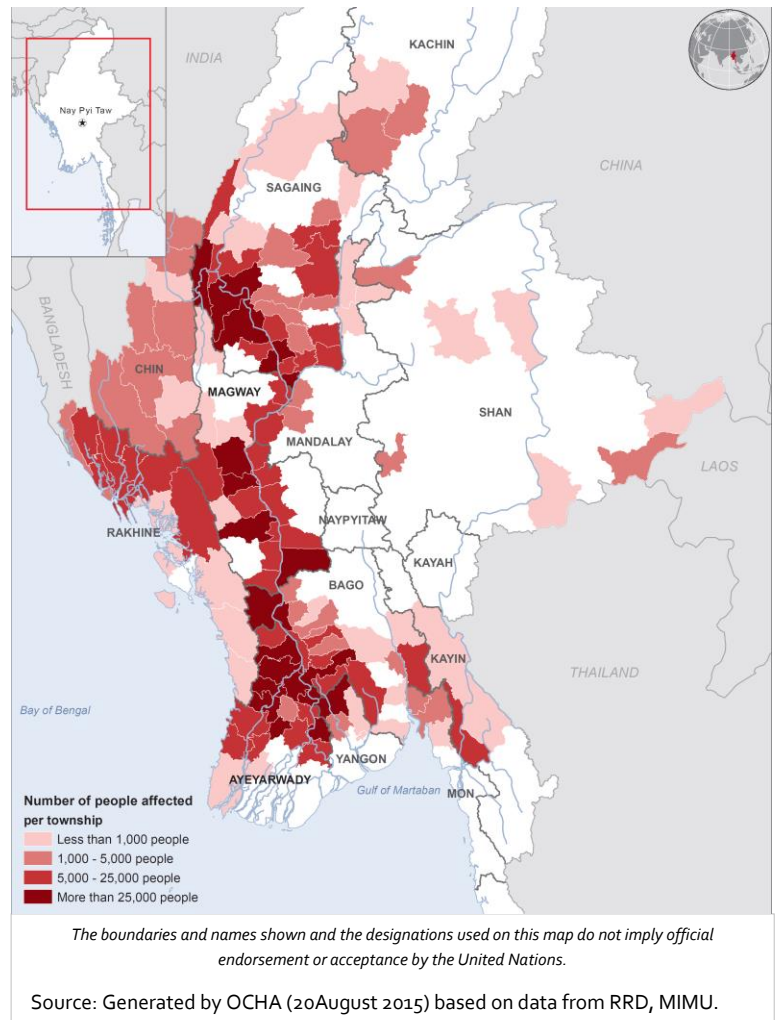 KACHIN
INDIA
Nay Pyi Taw
CHINA
SAGAING
BANGLADESH
CHIN
MAGWAY
SHAN
MANDALAY
LAOS
NAYPYITAW
RAKHINE
KAYAH
BAGO
KAYIN
THAILAND
Bay of Bengal
YANGON
AYEYARWADY
Gulf of Martaban
MON
Number of people affected
per township
Less than 1,000 people
1,000 - 5,000 people
5,000 - 25,000 people
More than 25,000 people
The boundaries and names shown and the designations used on this map do not imply official
endorsement or acceptance by the United Nations.
Source: Generated by OCHA (20August 2015) based on data from RRD, MIMU.